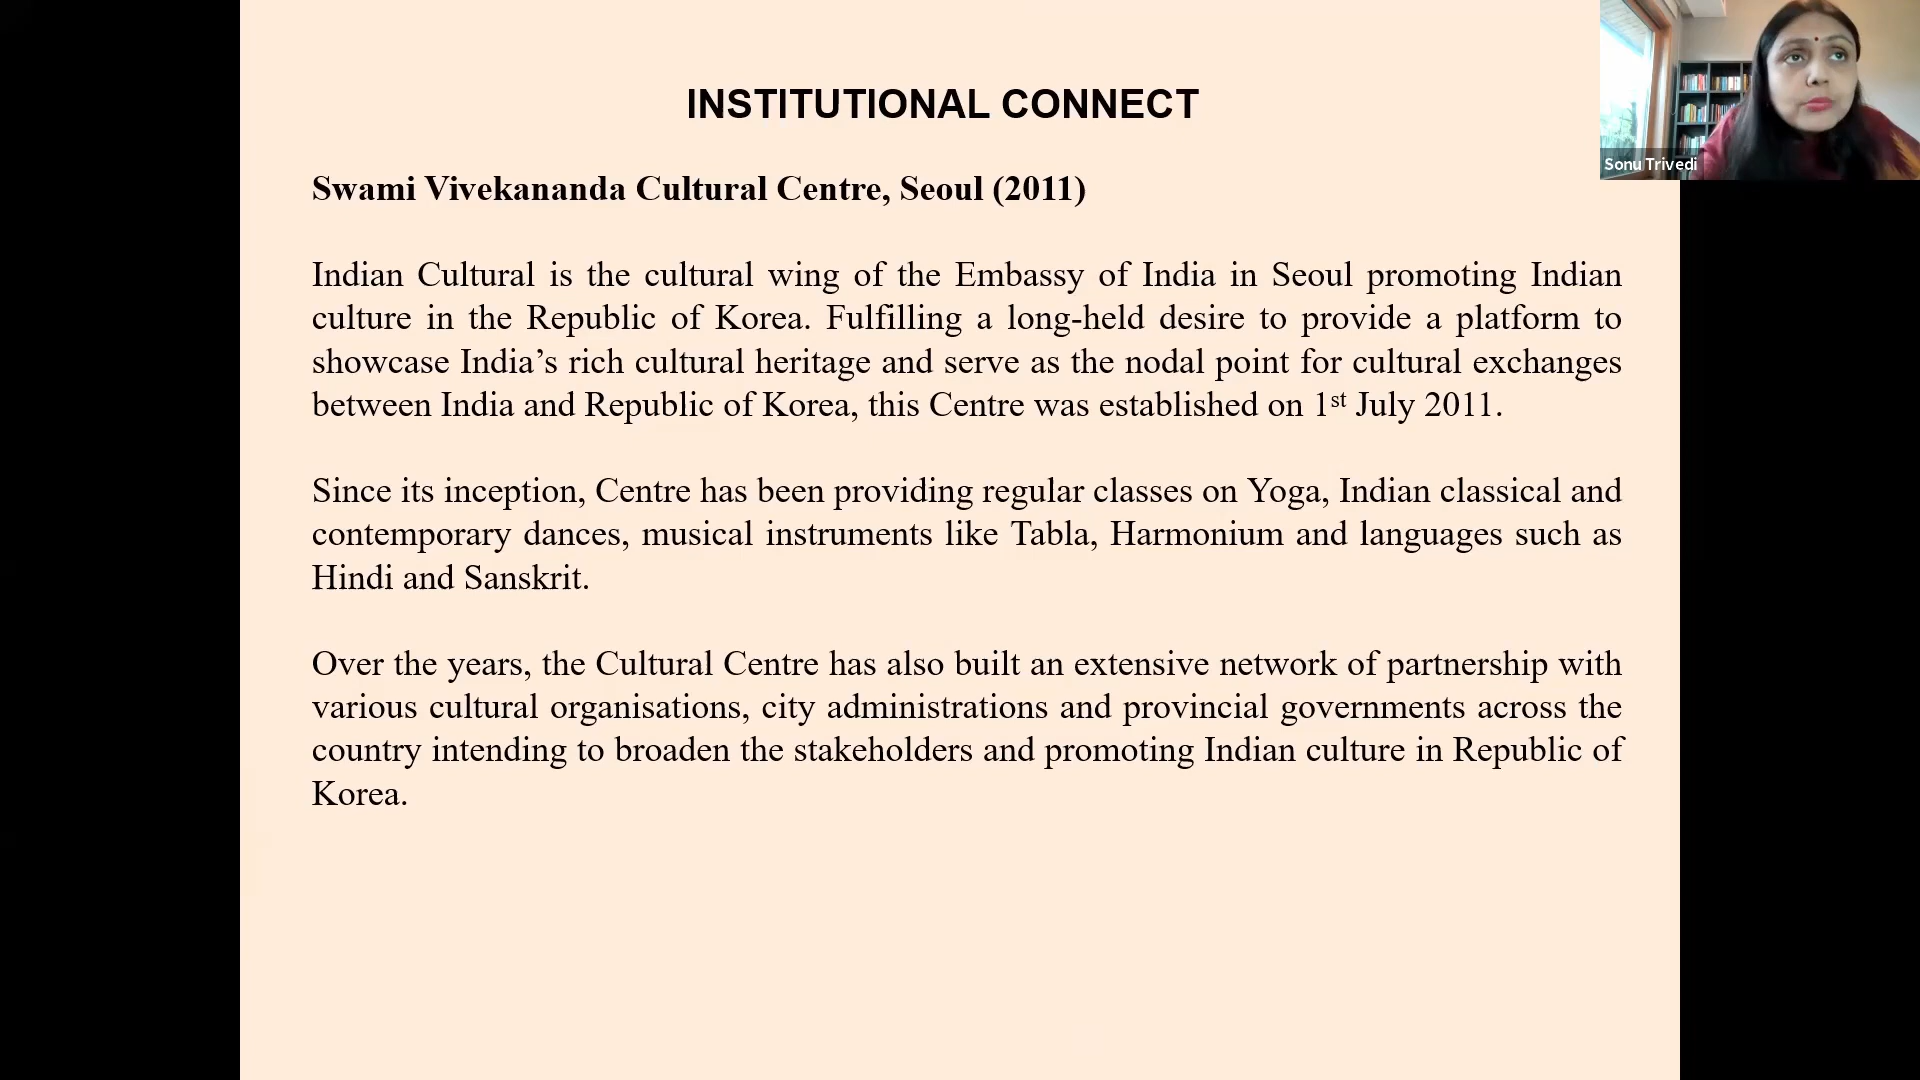 INSTITUTIONAL CONNECT
Sonu Trivedi
Swami Vivekananda Cultural Centre, Seoul (2011)
Indian Cultural is the cultural wing of the Embassy of India in Seoul promoting Indian
culture in the Republic of Korea. Fulfilling a long-held desire to provide a platform to
showcase India’s rich cultural heritage and serve as the nodal point for cultural exchanges
between India and Republic of Korea, this Centre was established on 1st July 2011.
Since its inception, Centre has been providing regular classes on Yoga, Indian classical and
contemporary dances, musical instruments like Tabla, Harmonium and languages such as
Hindi and Sanskrit.
Over the years, the Cultural Centre has also built an extensive network of partnership with
various cultural organisations, city administrations and provincial governments across the
country intending to broaden the stakeholders and promoting Indian culture in Republic of
Korea.